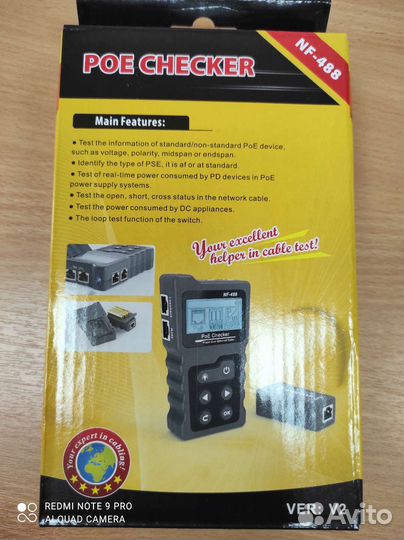 POE CHECKER
NF-488
Main Features:
● Test the information of standard/non-standard PoE device,
such as voltage, polarity, midspan or endspan.
● Identify the type of PSE, it is af or at standard.
● Test of real-time power consumed by PD devices in PoE
power supply systems.
● Test the open, short, cross status in the network cable.
● Test the power consumed by DC appliances.
● The loop test function of the switch.
Your excellent
helper in cable test!
NF-488
PoE Checker
OK
Your expert in cabling!
REDMI NOTE 9 PRO
AI QUAD CAMERA
VER: V2
Avito